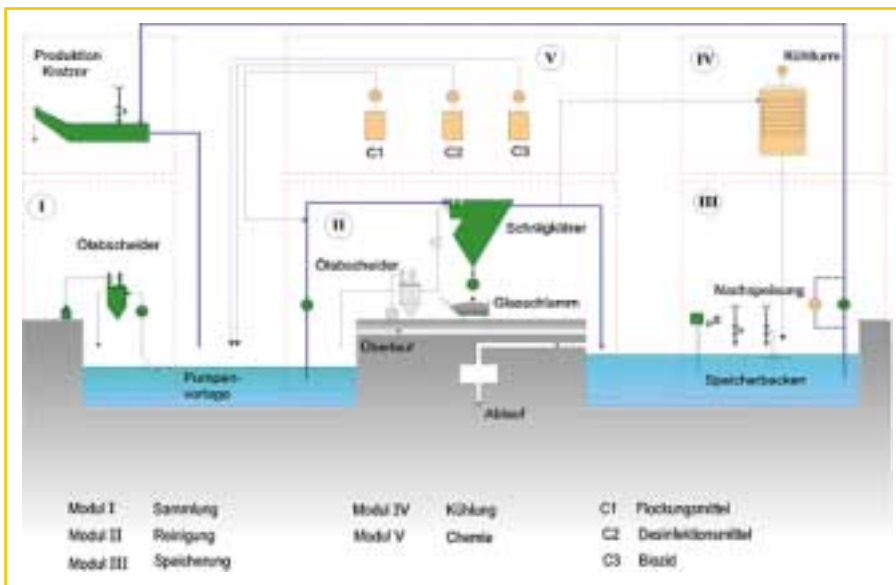 Produktion
Kratzer
V
IV
Kühlturm
C1
C2
C3
I
Ölabscheider
II
Schrägklärer
III
Ölabscheider
Glasschlamm
Nachspeisung
Überlauf
Pumpen-
vorlage
Speicherbecken
Ablauf
Modul I Sammlung
Modul II Reinigung
Modul III Speicherung
Modul IV Kühlung
Modul V Chemie
C1 Flockungsmittel
C2 Desinfektionsmittel
C3 Biozid